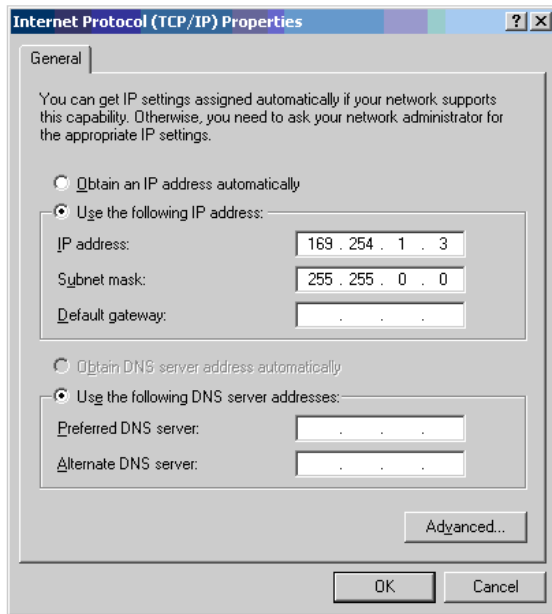 Internet Protocol (TCP/IP) Properties
General
You can get IP settings assigned automatically if your network supports
this capability. Otherwise, you need to ask your network administrator for
the appropriate IP settings.
Obtain an IP address automatically
Use the following IP address:
IP address: 169 . 254 . 1 . 3
Subnet mask: 255 . 255 . 0 . 0
Default gateway: . . .
Obtain DNS server address automatically
Use the following DNS server addresses:
Preferred DNS server: . . .
Alternate DNS server: . . .
Advanced...
OK Cancel